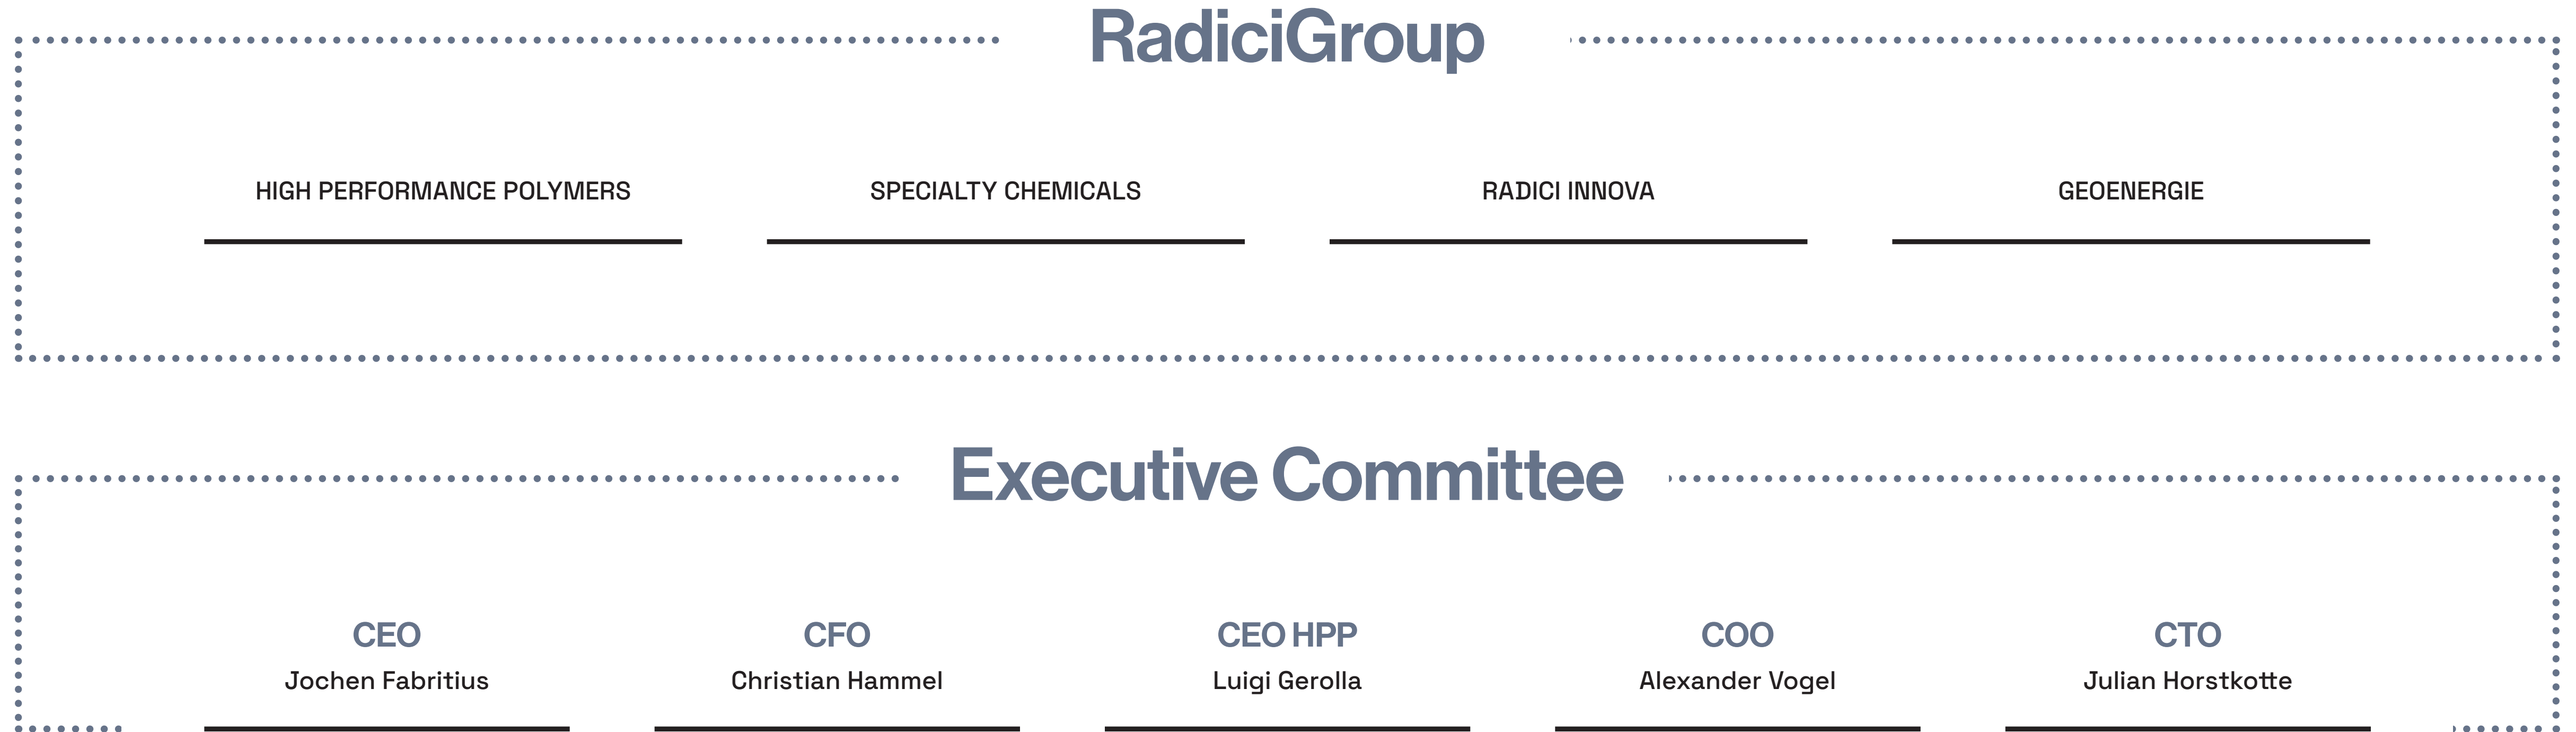 RadiciGroup
HIGH PERFORMANCE POLYMERS
SPECIALTY CHEMICALS
RADICI INNOVA
GEOENERGIE
Executive Committee
CEO
Jochen Fabritius
CFO
Christian Hammel
CEO HPP
Luigi Gerolla
COO
Alexander Vogel
CTO
Julian Horstkotte